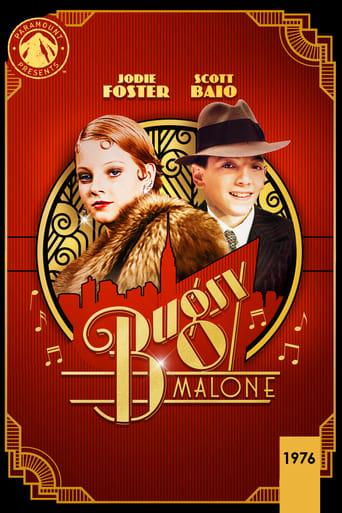 PARAMOUNT
PRESENTS
JODIE SCOTT
FOSTER BAIO
Bugsy
MALONE
1976